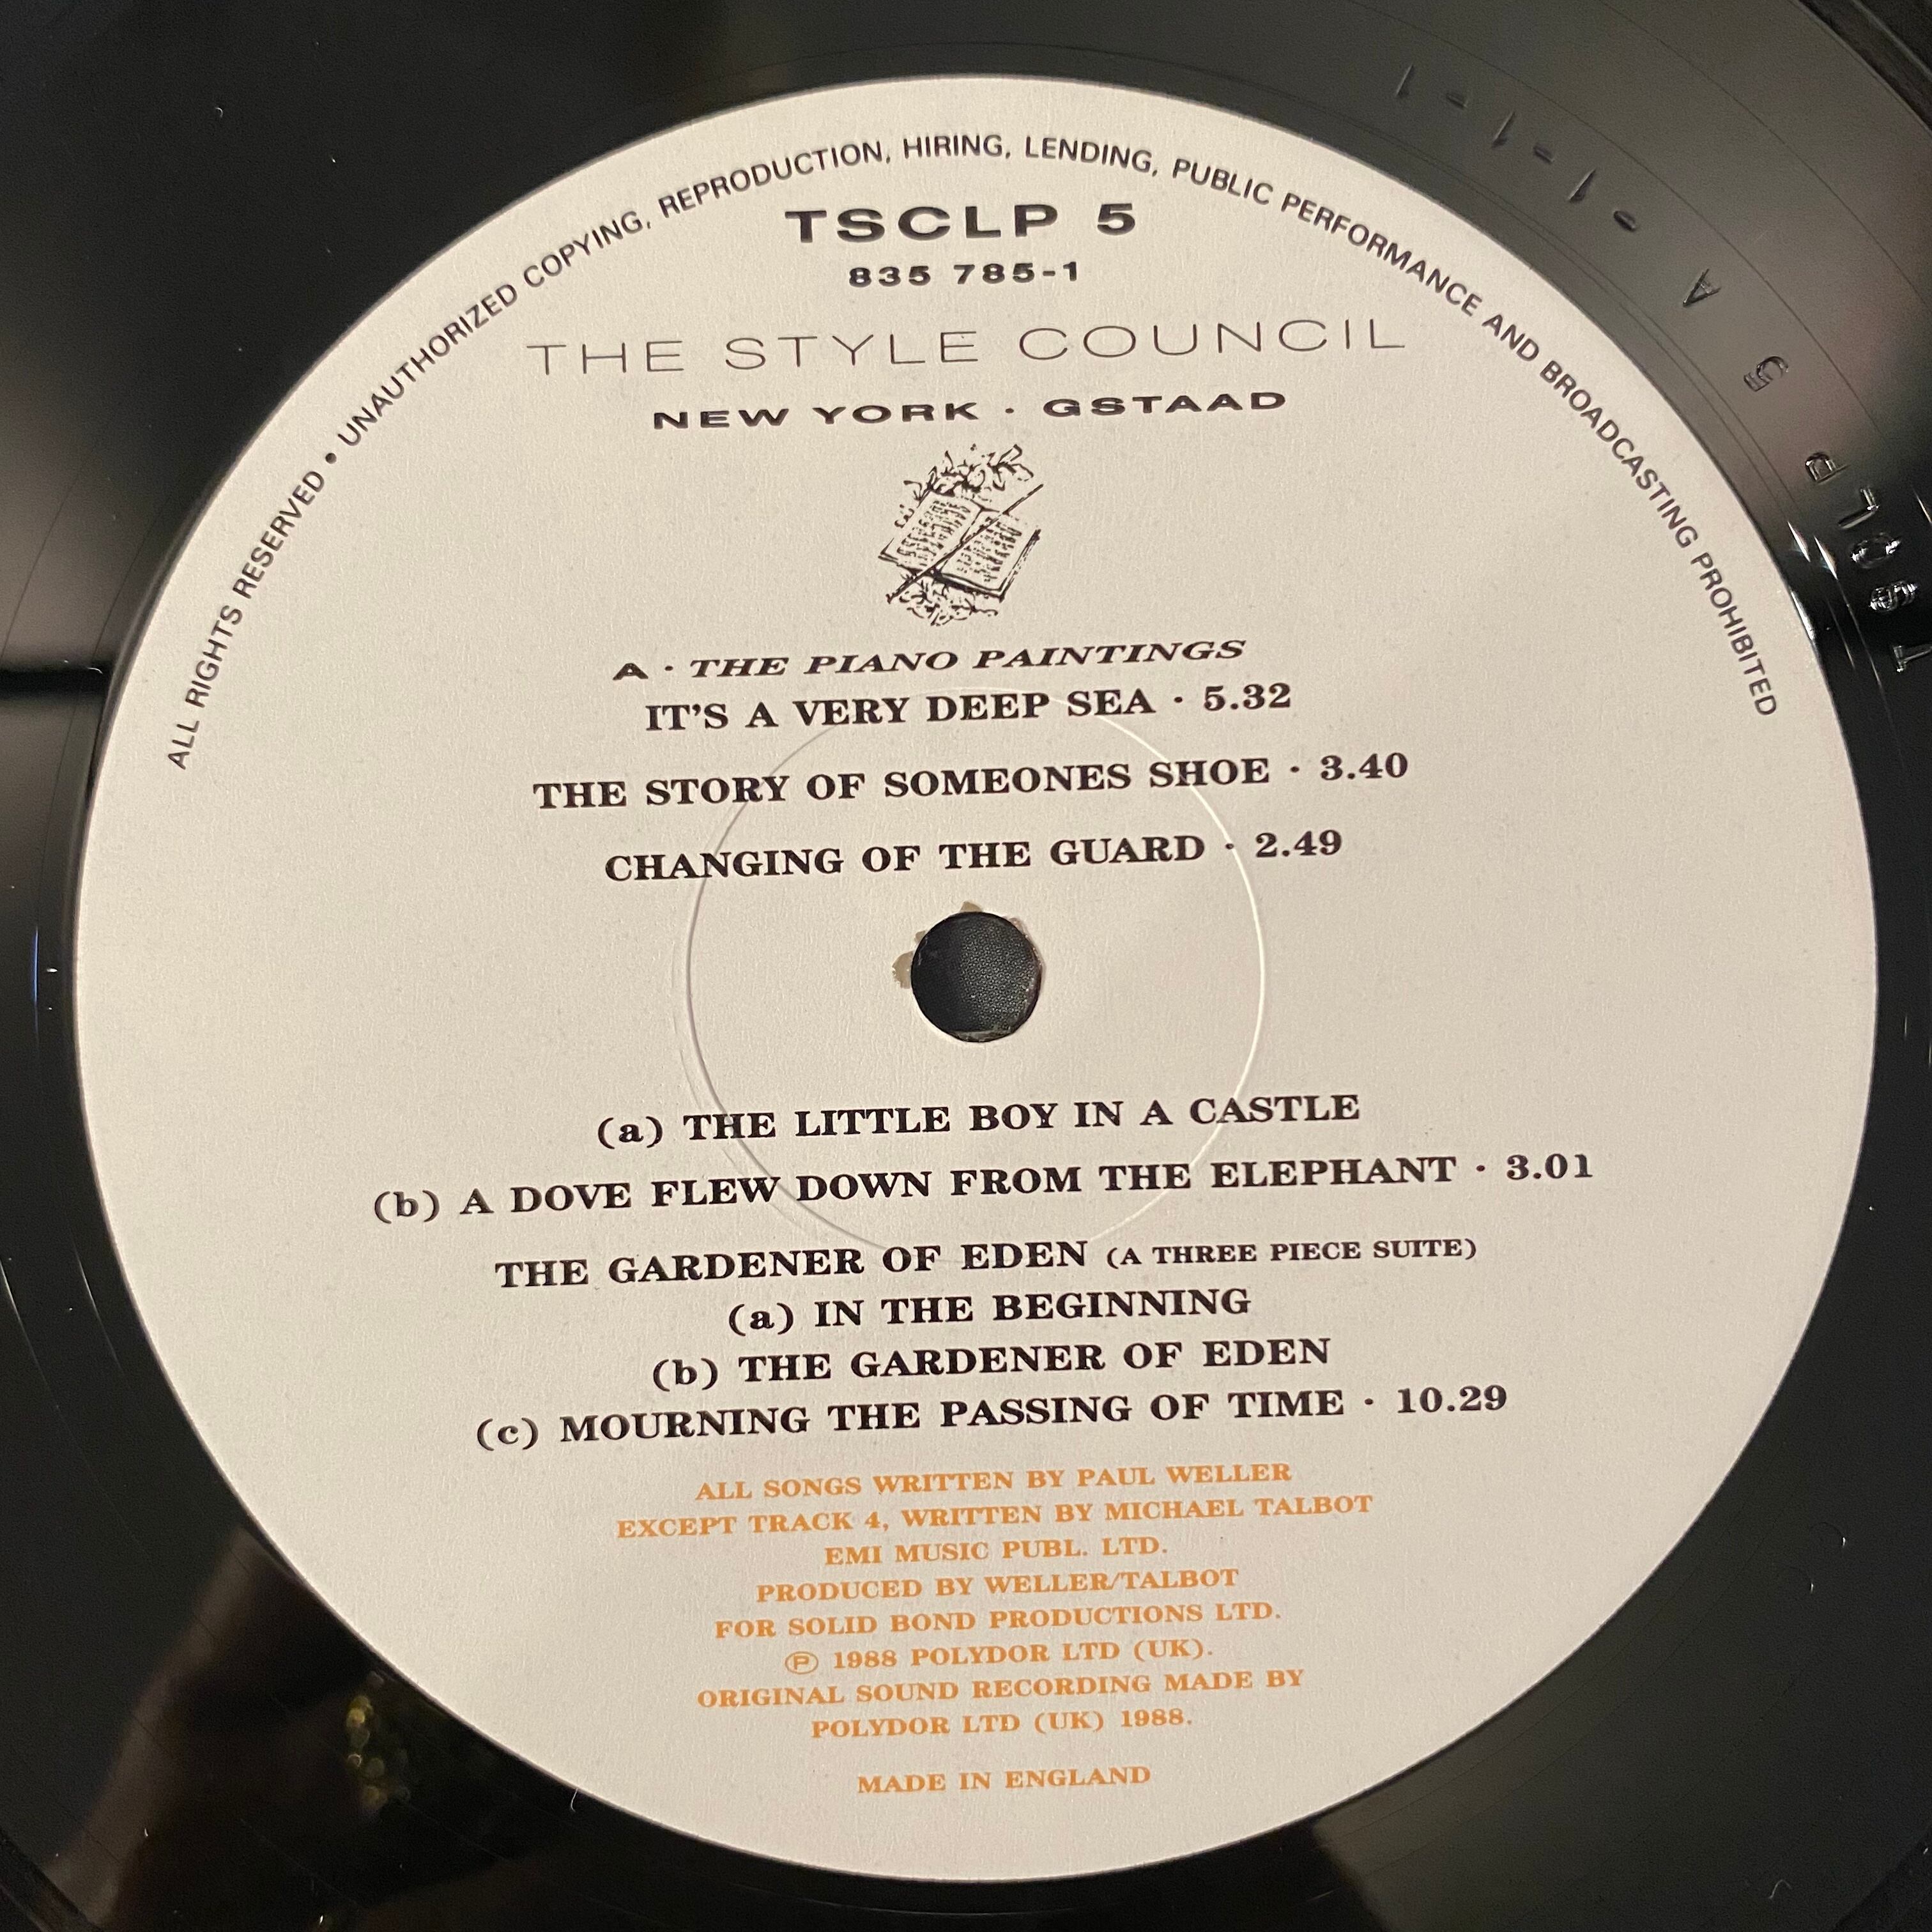 ALL RIGHTS RESERVED • UNAUTHORIZED COPYING, REPRODUCTION, HIRING, LENDING, PUBLIC PERFORMANCE AND BROADCASTING PROHIBITED
TSCLP 5
835 785-1
THE STYLE COUNCIL
NEW YORK · GSTAAD
A · THE PIANO PAINTINGS
IT'S A VERY DEEP SEA · 5.32
THE STORY OF SOMEONES SHOE · 3.40
CHANGING OF THE GUARD · 2.49
(a) THE LITTLE BOY IN A CASTLE
(b) A DOVE FLEW DOWN FROM THE ELEPHANT · 3.01
THE GARDENER OF EDEN (A THREE PIECE SUITE)
(a) IN THE BEGINNING
(b) THE GARDENER OF EDEN
(c) MOURNING THE PASSING OF TIME · 10.29
ALL SONGS WRITTEN BY PAUL WELLER
EXCEPT TRACK 4, WRITTEN BY MICHAEL TALBOT
EMI MUSIC PUBL. LTD.
PRODUCED BY WELLER/TALBOT
FOR SOLID BOND PRODUCTIONS LTD.
Ⓟ 1988 POLYDOR LTD (UK).
ORIGINAL SOUND RECORDING MADE BY
POLYDOR LTD (UK) 1988.
MADE IN ENGLAND